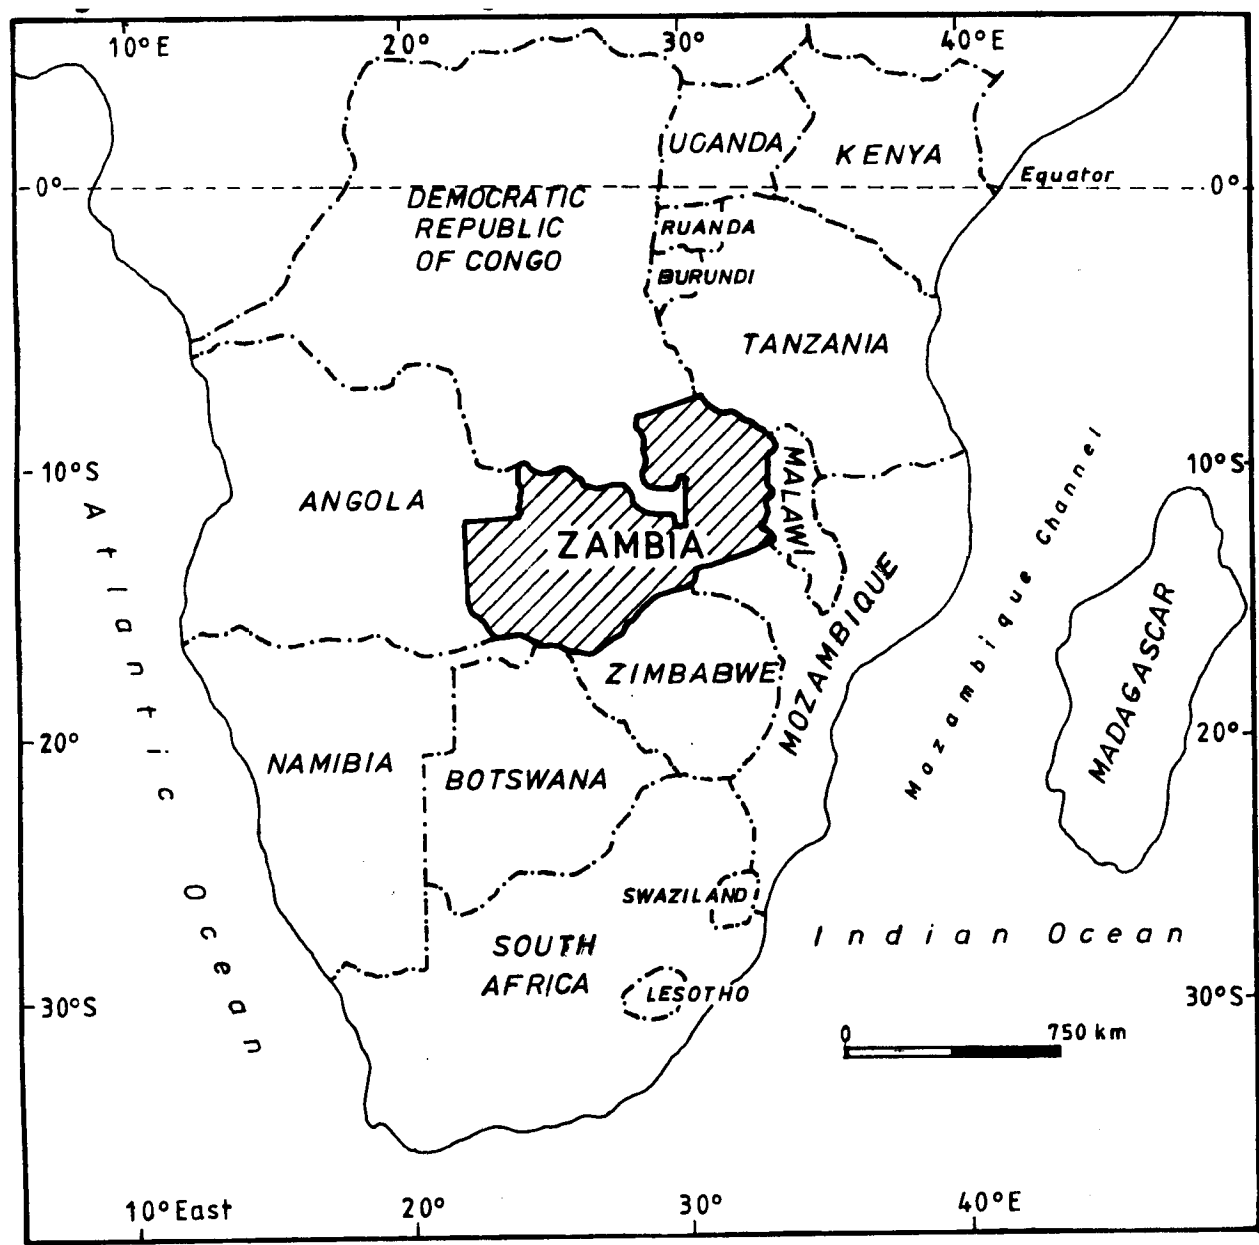 10°E 20° 30° 40°E
UGANDA
KENYA
Equator
0° 0°
DEMOCRATIC
REPUBLIC
OF CONGO
RUANDA
BURUNDI
TANZANIA
10°S 10°S
ANGOLA
ZAMBIA
MALAWI
MOZAMBIQUE
Mozambique Channel
MADAGASCAR
Atlantic Ocean
ZIMBABWE
20° 20°
NAMIBIA
BOTSWANA
SWAZILAND
Indian Ocean
SOUTH
AFRICA
LESOTHO
30°S 30°S
0 750 km
10° East 20° 30° 40°E